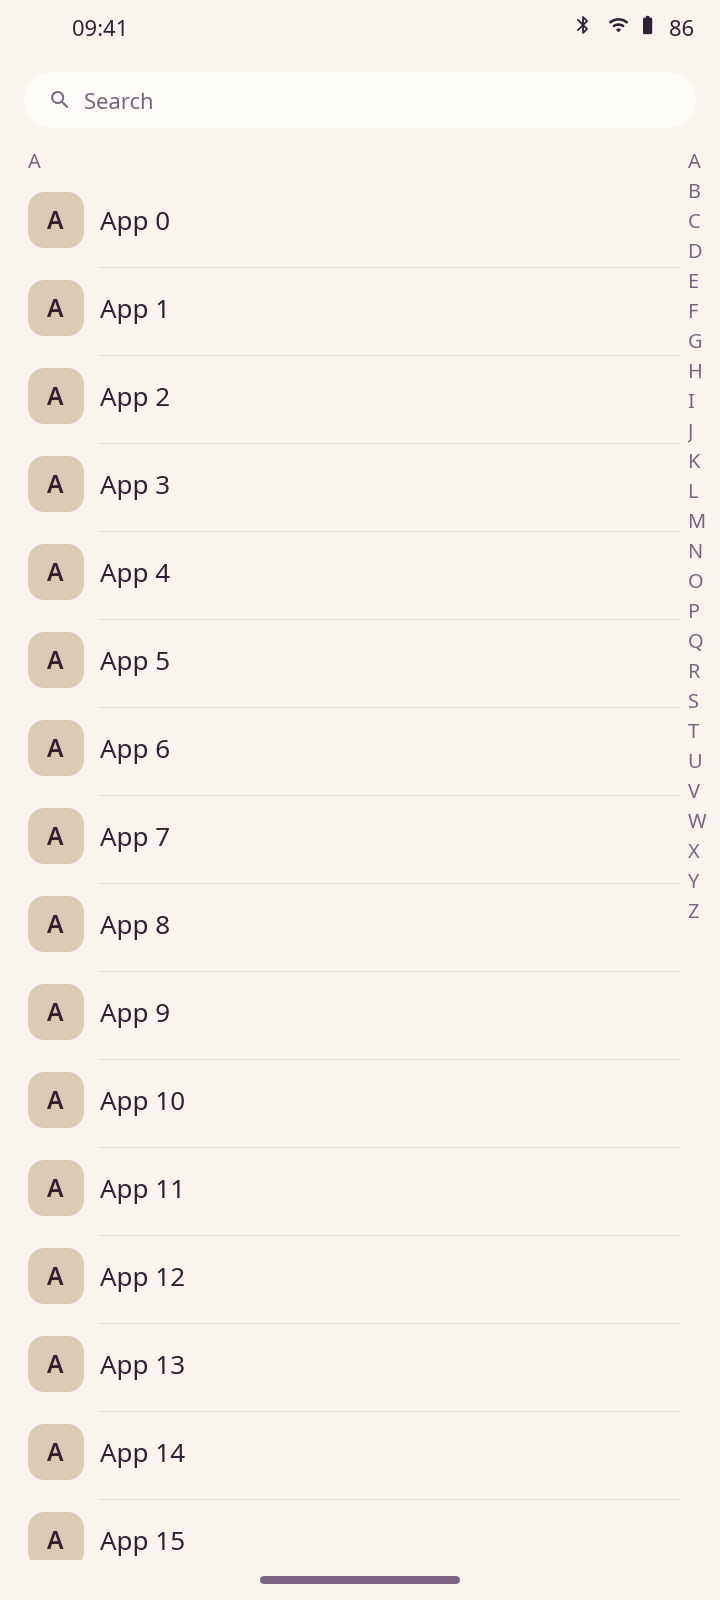 09:41
86
Search
A
A
App 0
A
App 1
A
App 2
A
App 3
A
App 4
A
App 5
A
App 6
A
App 7
A
App 8
A
App 9
A
App 10
A
App 11
A
App 12
A
App 13
A
App 14
A
App 15
A
B
C
D
E
F
G
H
I
J
K
L
M
N
O
P
Q
R
S
T
U
V
W
X
Y
Z